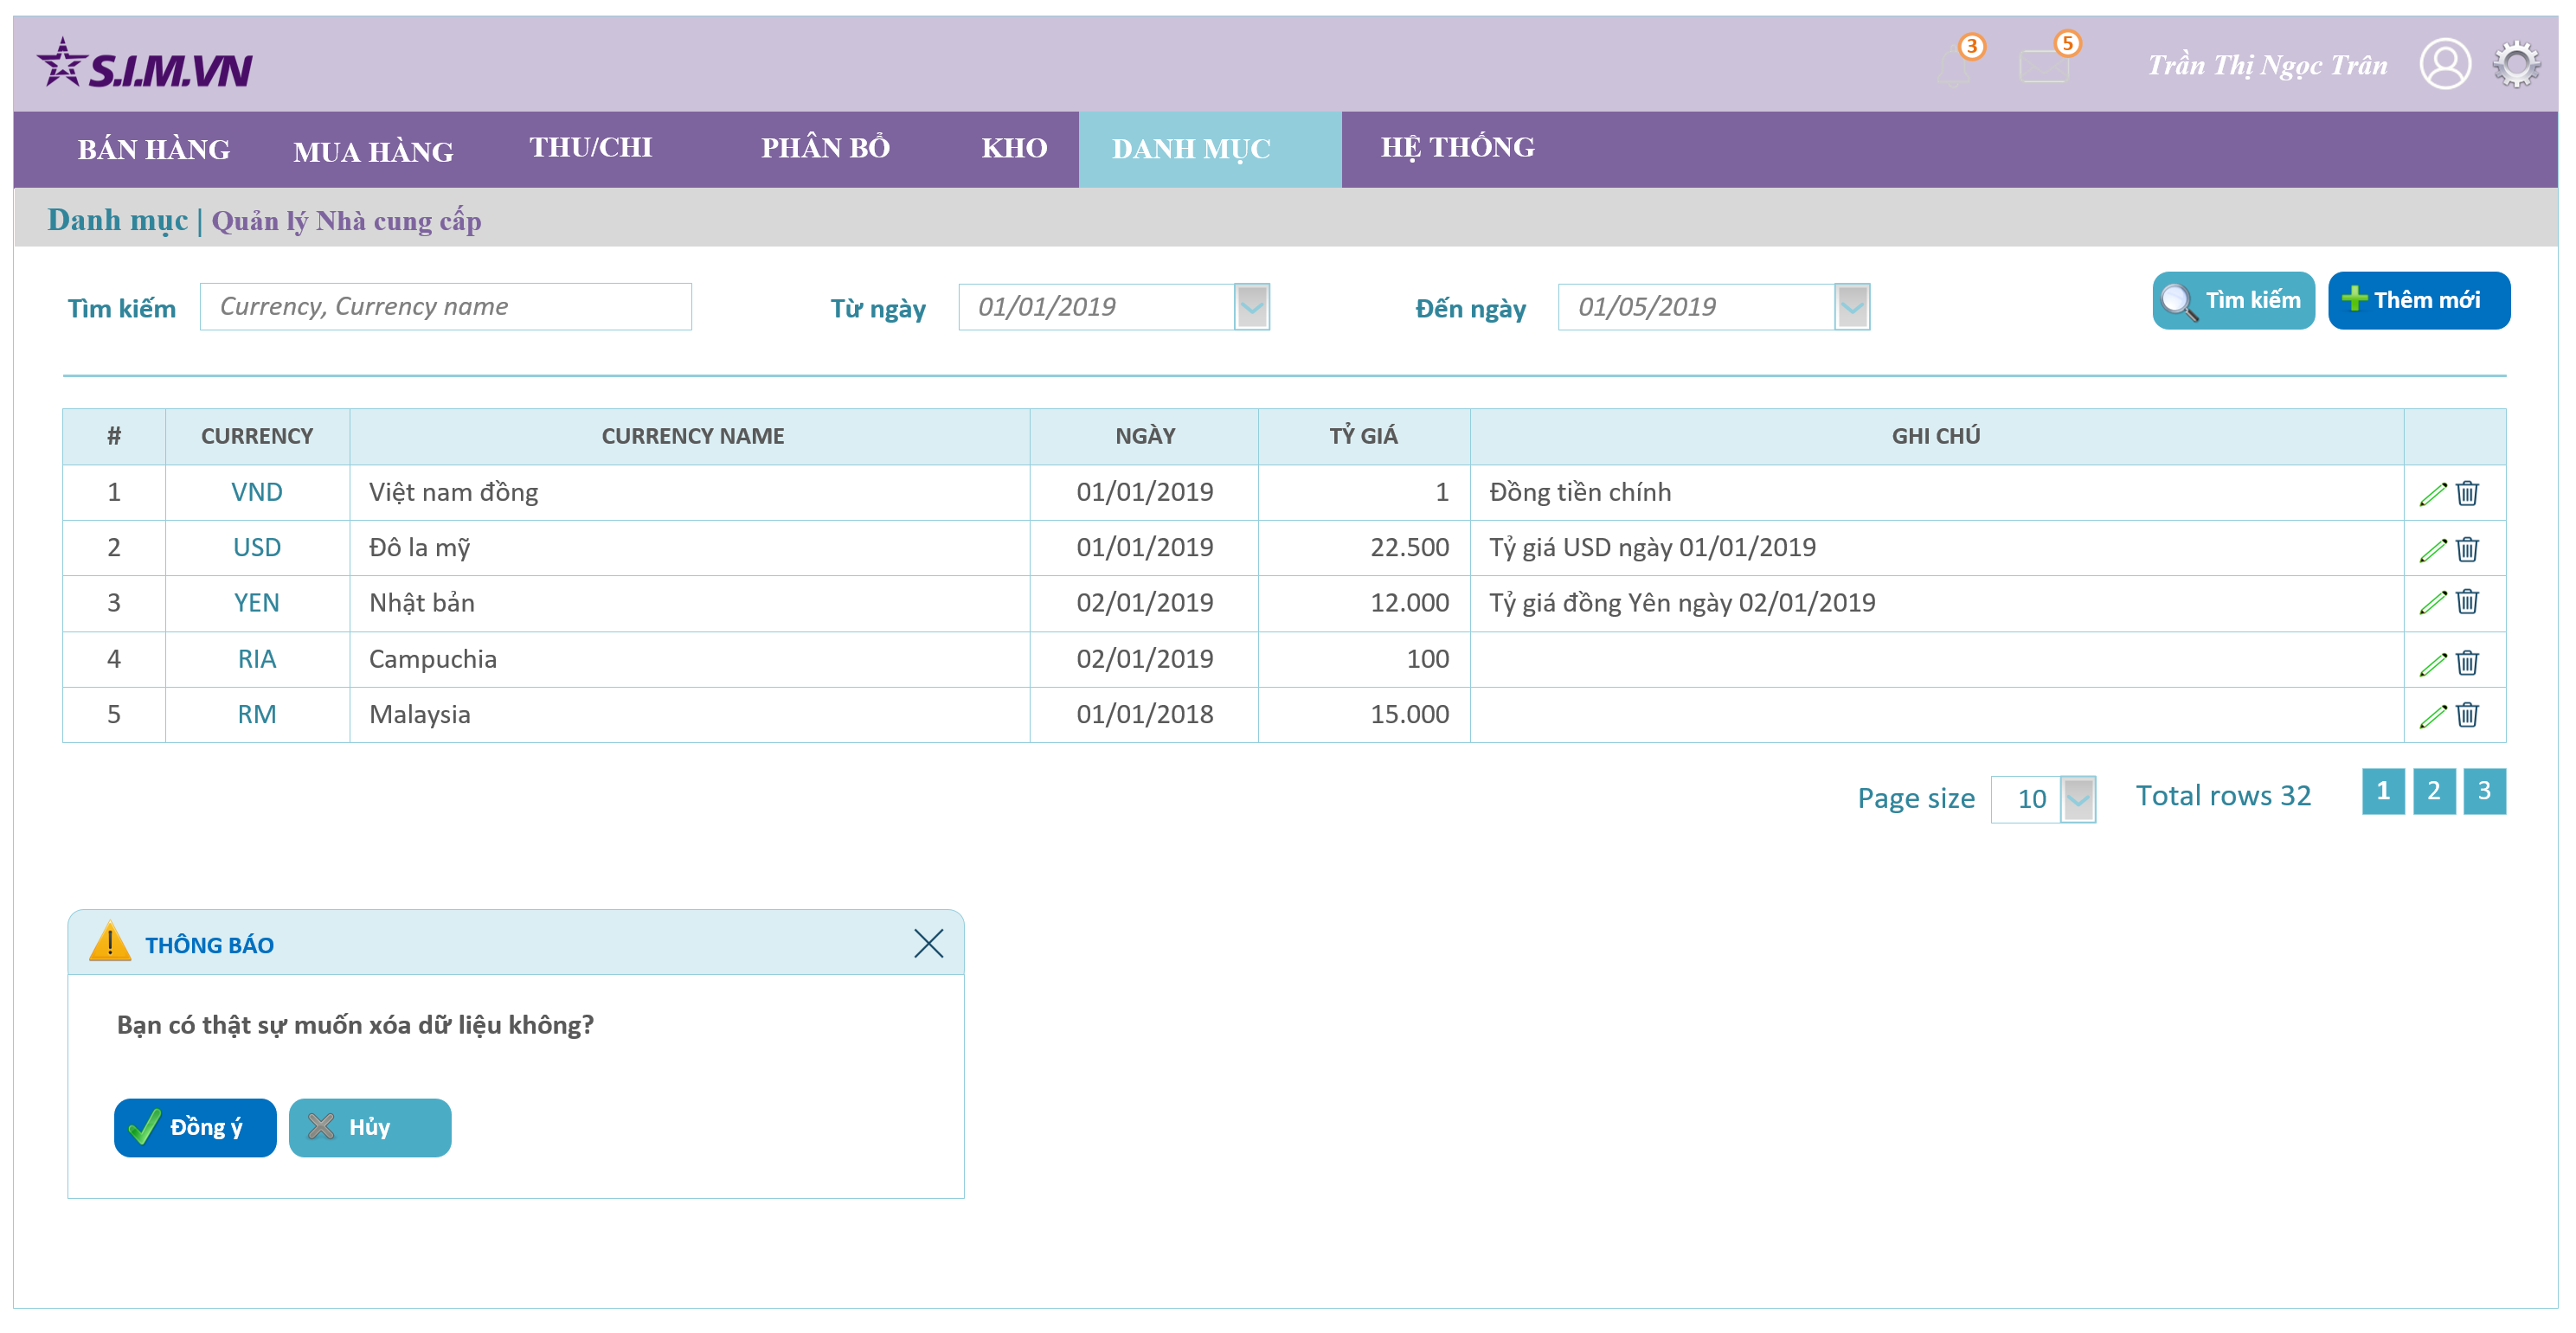 S.I.M.VN
3
5
Trần Thị Ngọc Trân
BÁN HÀNG MUA HÀNG THU/CHI PHÂN BỔ KHO DANH MỤC HỆ THỐNG
Danh mục | Quản lý Nhà cung cấp
Tìm kiếm Currency, Currency name Từ ngày 01/01/2019 Đến ngày 01/05/2019 Tìm kiếm Thêm mới
# CURRENCY CURRENCY NAME NGÀY TỶ GIÁ GHI CHÚ
1 VND Việt nam đồng 01/01/2019 1 Đồng tiền chính
2 USD Đô la mỹ 01/01/2019 22.500 Tỷ giá USD ngày 01/01/2019
3 YEN Nhật bản 02/01/2019 12.000 Tỷ giá đồng Yên ngày 02/01/2019
4 RIA Campuchia 02/01/2019 100
5 RM Malaysia 01/01/2018 15.000
Page size 10 Total rows 32 1 2 3
THÔNG BÁO
Bạn có thật sự muốn xóa dữ liệu không?
Đồng ý Hủy